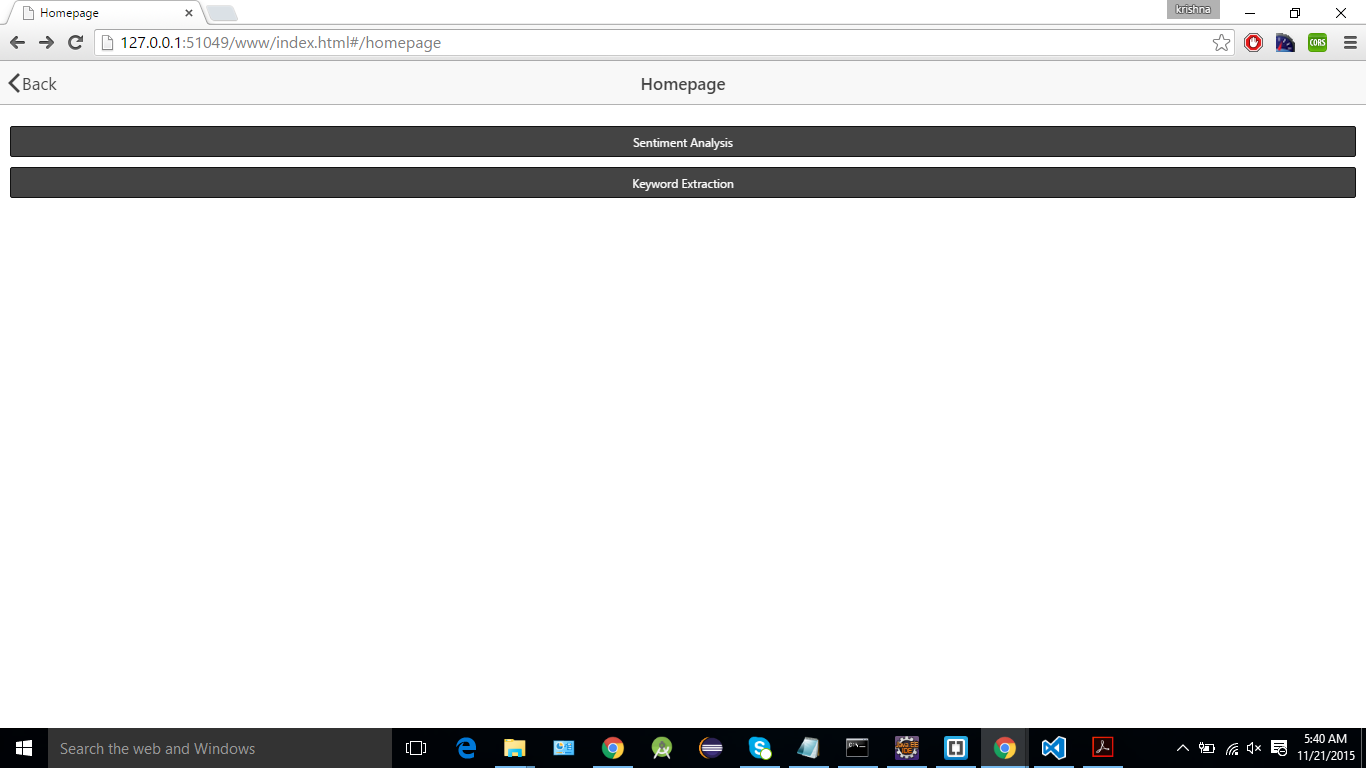 Homepage
krishna
127.0.0.1:51049/www/index.html#/homepage
CORS
Back
Homepage
Sentiment Analysis
Keyword Extraction
Search the web and Windows
5:40 AM
11/21/2015